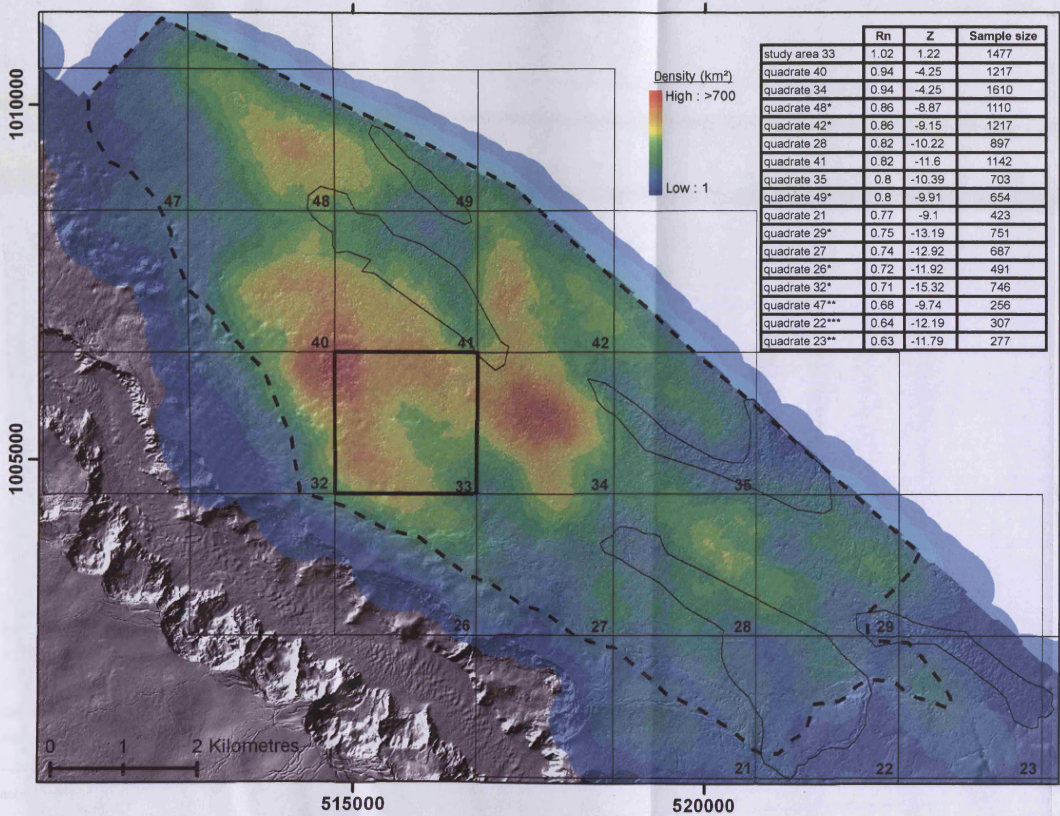 Rn Z Sample size
study area 33 1.02 1.22 1477
quadrate 40 0.94 -4.25 1217
quadrate 34 0.94 -4.25 1610
quadrate 48* 0.86 -8.87 1110
quadrate 42* 0.86 -9.15 1217
quadrate 28 0.82 -10.22 897
quadrate 41 0.82 -11.6 1142
quadrate 35 0.8 -10.39 703
quadrate 49* 0.8 -9.91 654
quadrate 21 0.77 -9.1 423
quadrate 29* 0.75 -13.19 751
quadrate 27 0.74 -12.92 687
quadrate 26* 0.72 -11.92 491
quadrate 32* 0.71 -15.32 746
quadrate 47** 0.68 -9.74 256
quadrate 22*** 0.64 -12.19 307
quadrate 23** 0.63 -11.79 277
Density (km²)
High : >700
Low : 1
1010000
1005000
47 48 49
40 41 42
32 33 34 35
26 27 28 29
21 22 23
0 1 2 Kilometres
515000 520000